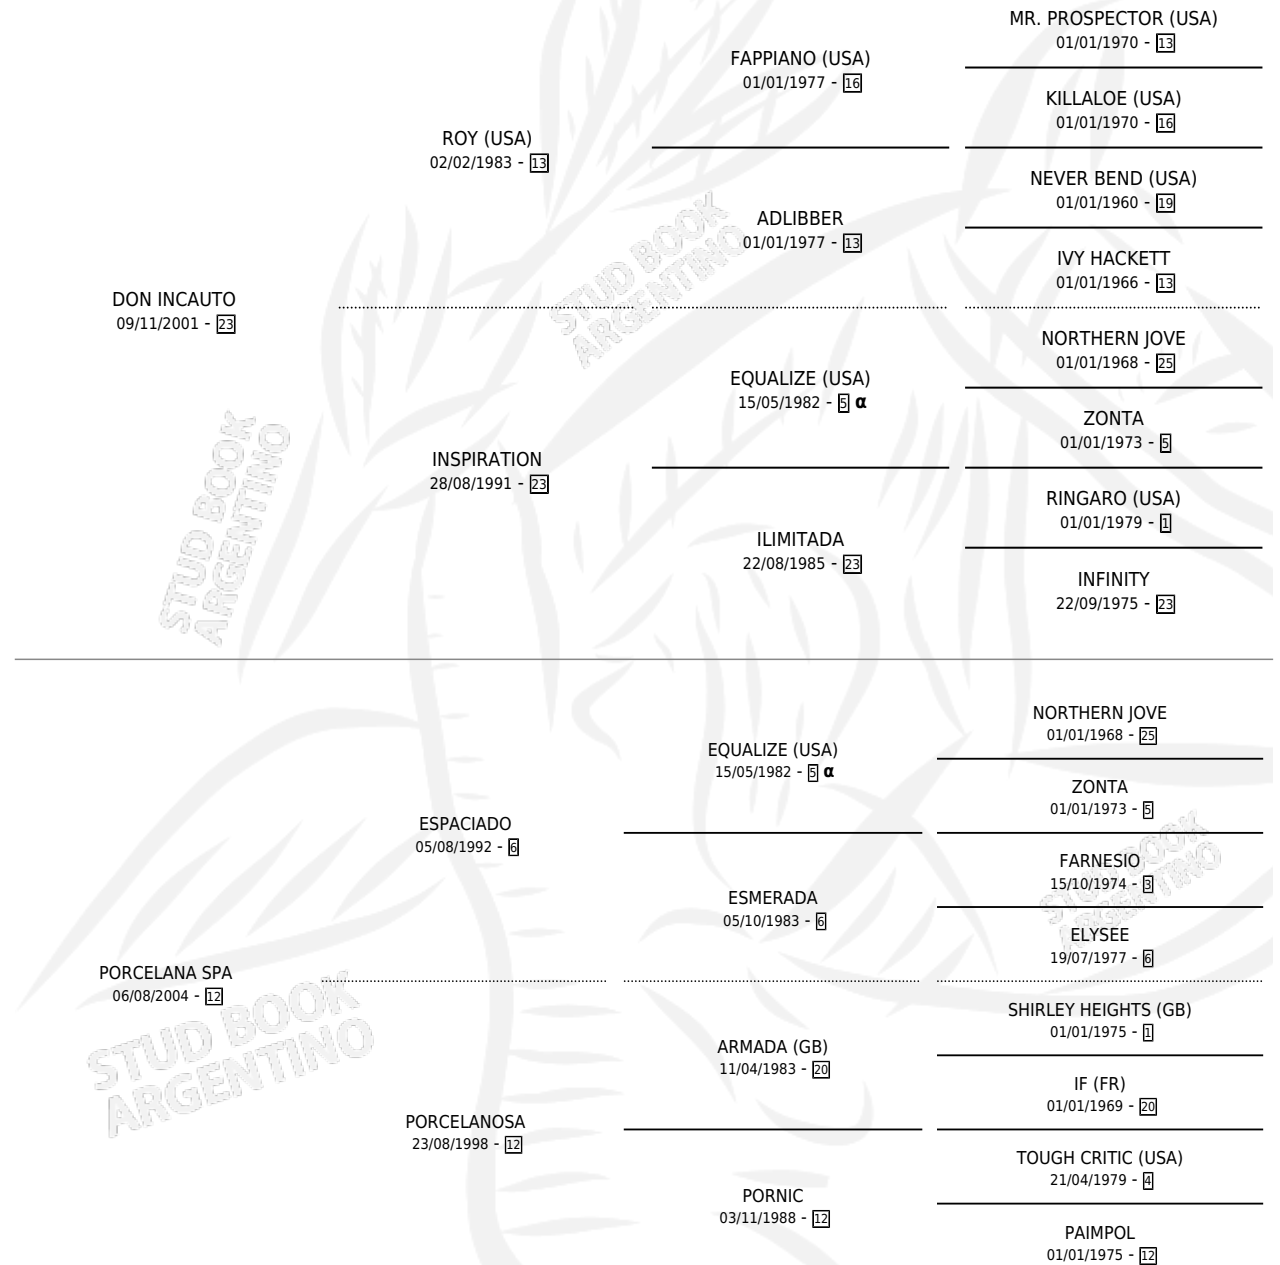 MR. PROSPECTOR (USA)
01/01/1970 - 13
FAPPIANO (USA)
01/01/1977 - 16
KILLALOE (USA)
01/01/1970 - 16
ROY (USA)
02/02/1983 - 13
NEVER BEND (USA)
01/01/1960 - 19
ADLIBBER
01/01/1977 - 13
IVY HACKETT
01/01/1966 - 13
DON INCAUTO
09/11/2001 - 23
NORTHERN JOVE
01/01/1968 - 25
EQUALIZE (USA)
15/05/1982 - 5 α
ZONTA
01/01/1973 - 5
INSPIRATION
28/08/1991 - 23
RINGARO (USA)
01/01/1979 - 1
ILIMITADA
22/08/1985 - 23
INFINITY
22/09/1975 - 23
NORTHERN JOVE
01/01/1968 - 25
EQUALIZE (USA)
15/05/1982 - 5 α
ZONTA
01/01/1973 - 5
ESPACIADO
05/08/1992 - 6
FARNESIO
15/10/1974 - 3
ESMERADA
05/10/1983 - 6
ELYSEE
19/07/1977 - 6
PORCELANA SPA
06/08/2004 - 12
SHIRLEY HEIGHTS (GB)
01/01/1975 - 1
ARMADA (GB)
11/04/1983 - 20
IF (FR)
01/01/1969 - 20
PORCELANOSA
23/08/1998 - 12
TOUGH CRITIC (USA)
21/04/1979 - 4
PORNIC
03/11/1988 - 12
PAIMPOL
01/01/1975 - 12
STUD BOOK
ARGENTINO
STUD BOOK
ARGENTINO
STUD BOOK
ARGENTINO
STUD BOOK
ARGENTINO